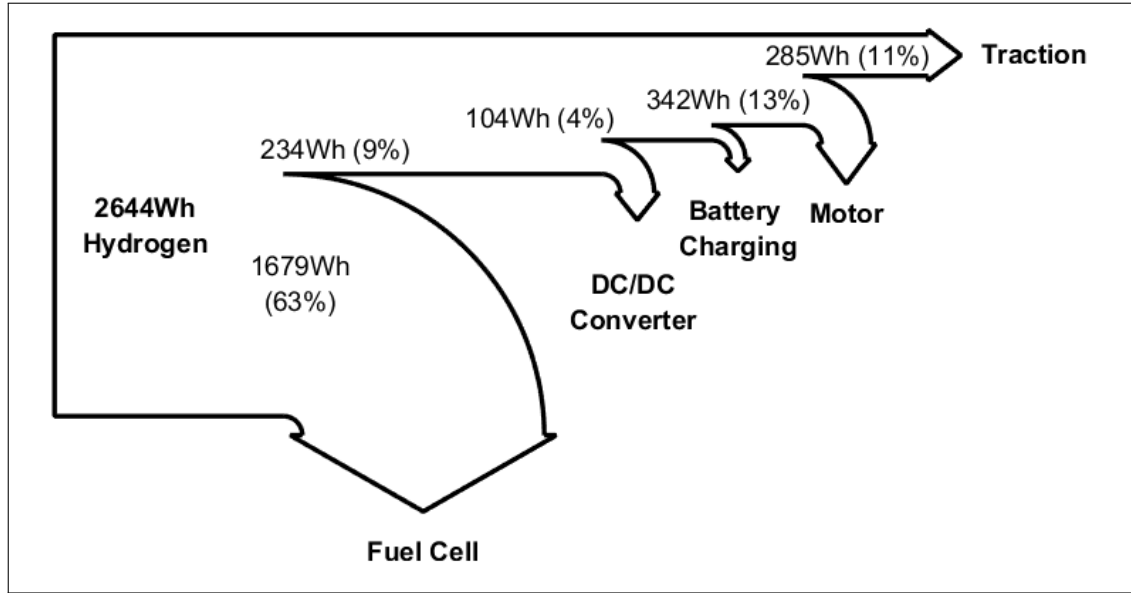 285Wh (11%)
Traction
342Wh (13%)
104Wh (4%)
234Wh (9%)
2644Wh
Hydrogen
1679Wh
(63%)
Battery
Charging
Motor
DC/DC
Converter
Fuel Cell